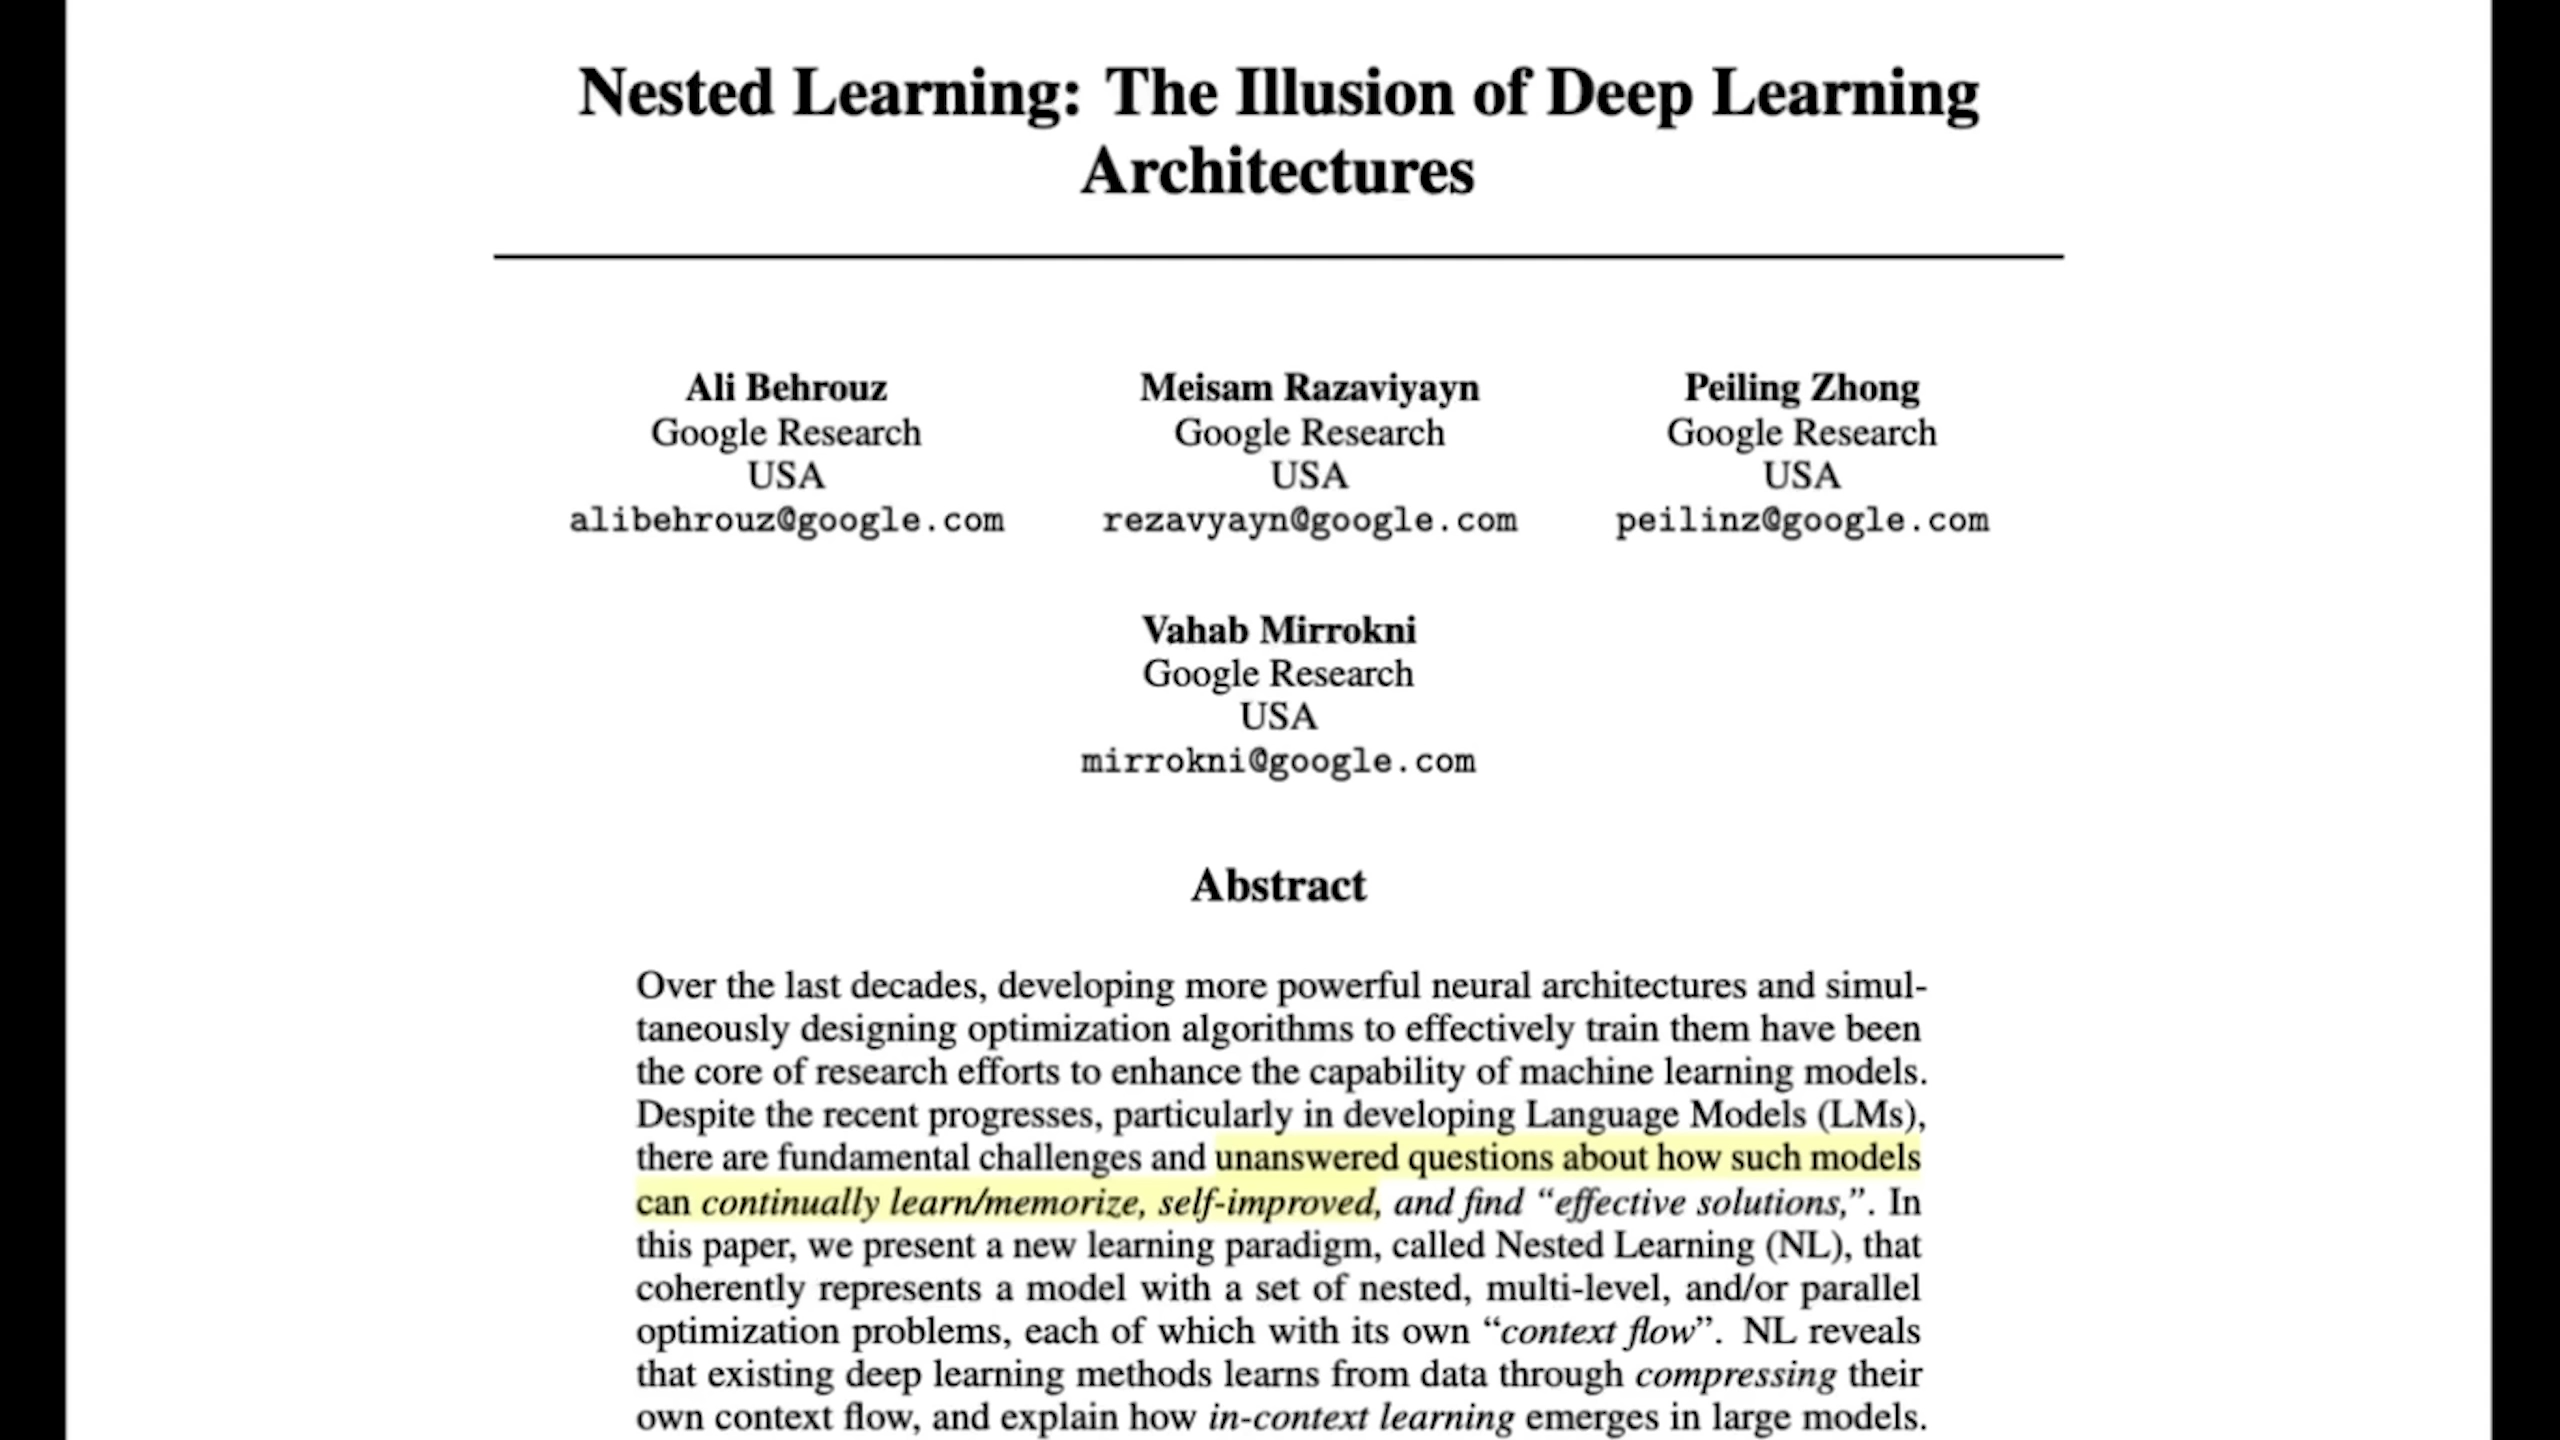 Nested Learning: The Illusion of Deep Learning
Architectures
Ali Behrouz
Google Research
USA
alibehrouz@google.com
Meisam Razaviyayn
Google Research
USA
rezavyayn@google.com
Peiling Zhong
Google Research
USA
peilinz@google.com
Vahab Mirrokni
Google Research
USA
mirrokni@google.com
Abstract
Over the last decades, developing more powerful neural architectures and simul-
taneously designing optimization algorithms to effectively train them have been
the core of research efforts to enhance the capability of machine learning models.
Despite the recent progresses, particularly in developing Language Models (LMs),
there are fundamental challenges and unanswered questions about how such models
can continually learn/memorize, self-improved, and find “effective solutions,”. In
this paper, we present a new learning paradigm, called Nested Learning (NL), that
coherently represents a model with a set of nested, multi-level, and/or parallel
optimization problems, each of which with its own “context flow”. NL reveals
that existing deep learning methods learns from data through compressing their
own context flow, and explain how in-context learning emerges in large models.